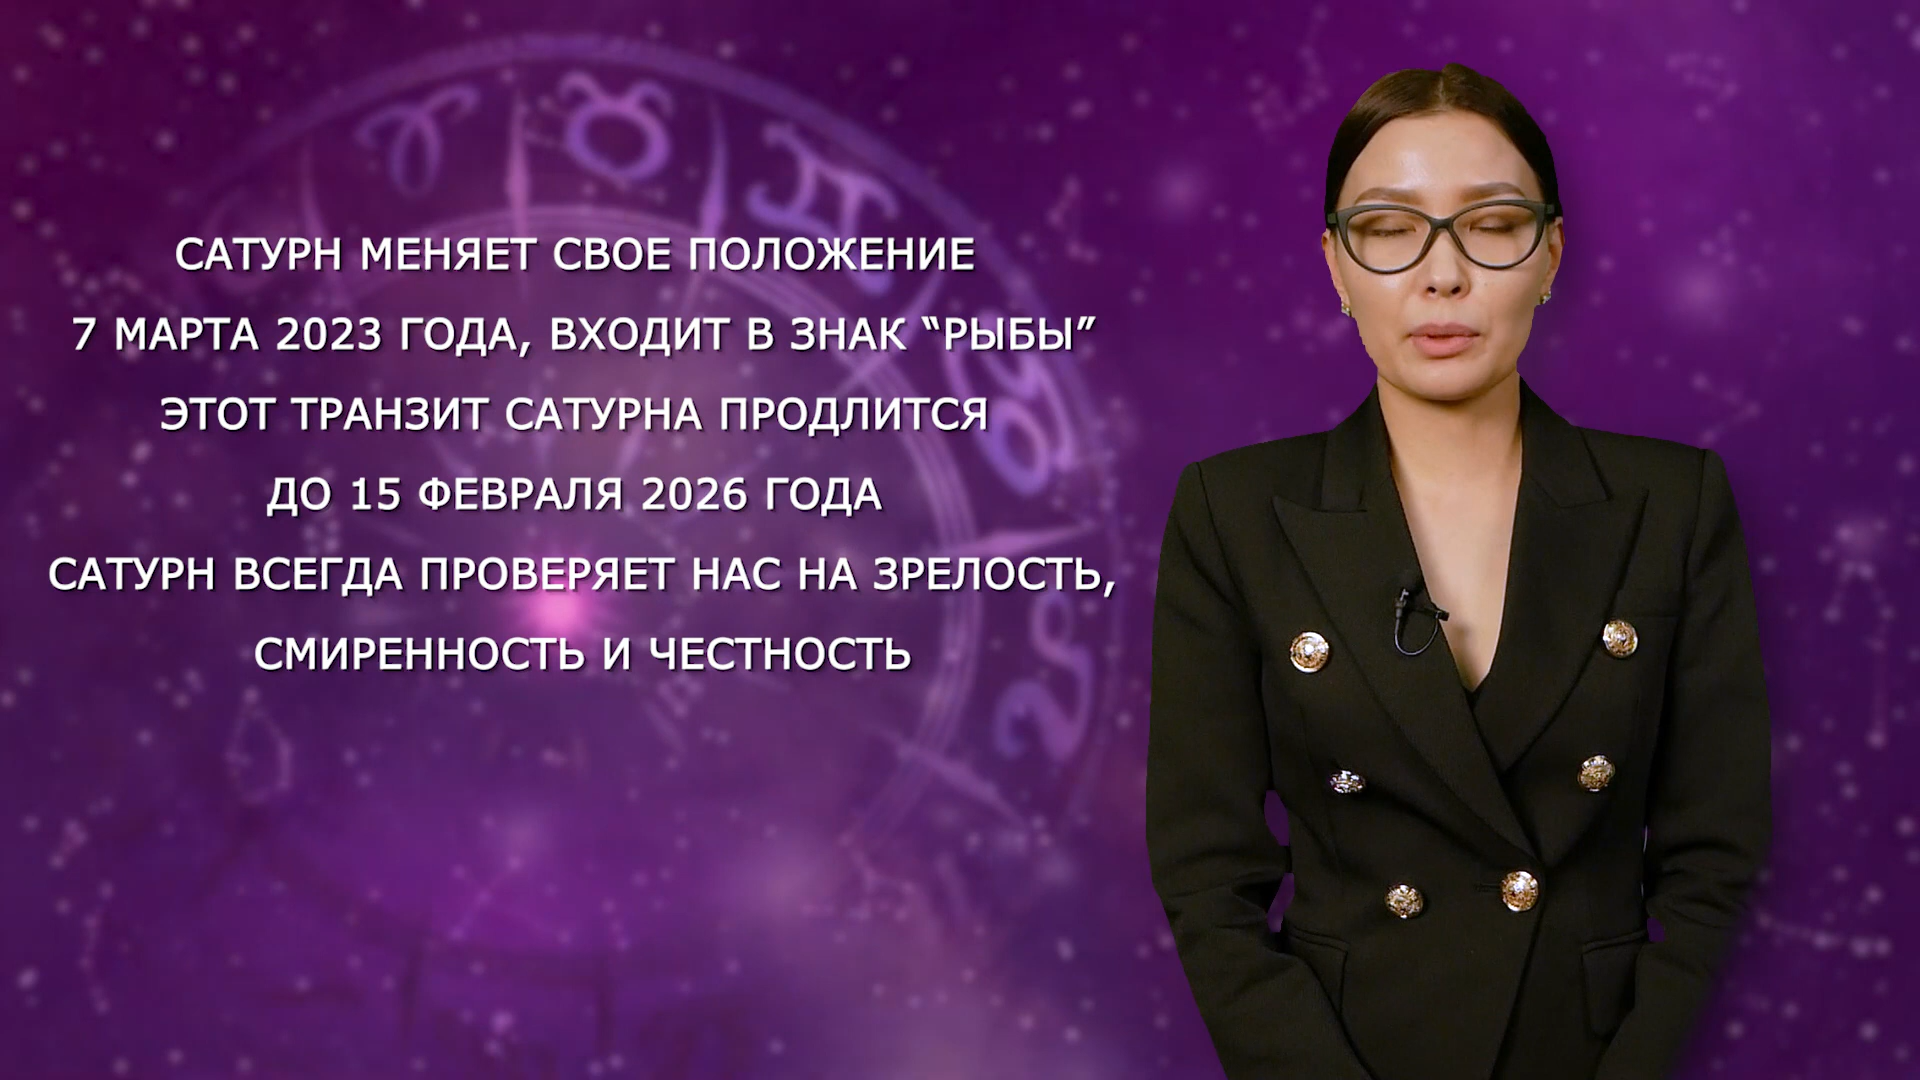 САТУРН МЕНЯЕТ СВОЕ ПОЛОЖЕНИЕ
7 МАРТА 2023 ГОДА, ВХОДИТ В ЗНАК “РЫБЫ”
ЭТОТ ТРАНЗИТ САТУРНА ПРОДЛИТСЯ
ДО 15 ФЕВРАЛЯ 2026 ГОДА
САТУРН ВСЕГДА ПРОВЕРЯЕТ НАС НА ЗРЕЛОСТЬ,
СМИРЕННОСТЬ И ЧЕСТНОСТЬ